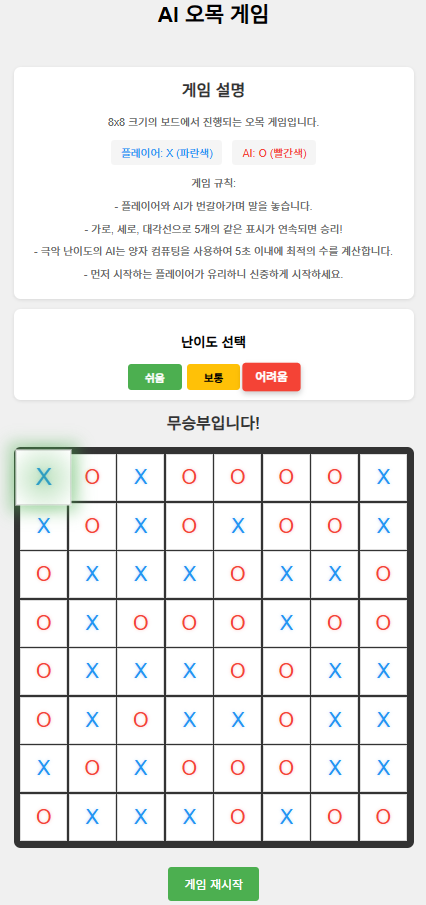 AI 오목 게임
게임 설명
8x8 크기의 보드에서 진행되는 오목 게임입니다.
플레이어: X (파란색) AI: O (빨간색)
게임 규칙:
- 플레이어와 AI가 번갈아가며 말을 놓습니다.
- 가로, 세로, 대각선으로 5개의 같은 표시가 연속되면 승리!
- 극악 난이도의 AI는 양자 컴퓨팅을 사용하여 5초 이내에 최적의 수를 계산합니다.
- 먼저 시작하는 플레이어가 유리하니 신중하게 시작하세요.
난이도 선택
쉬움 보통 어려움
무승부입니다!
X O X O O O O X
X O X O X O O X
O X X X O X X O
O X O O O X O O
O X X X O O X X
O X O X X O X X
X O X O O O X X
O X X X O X O O
게임 재시작